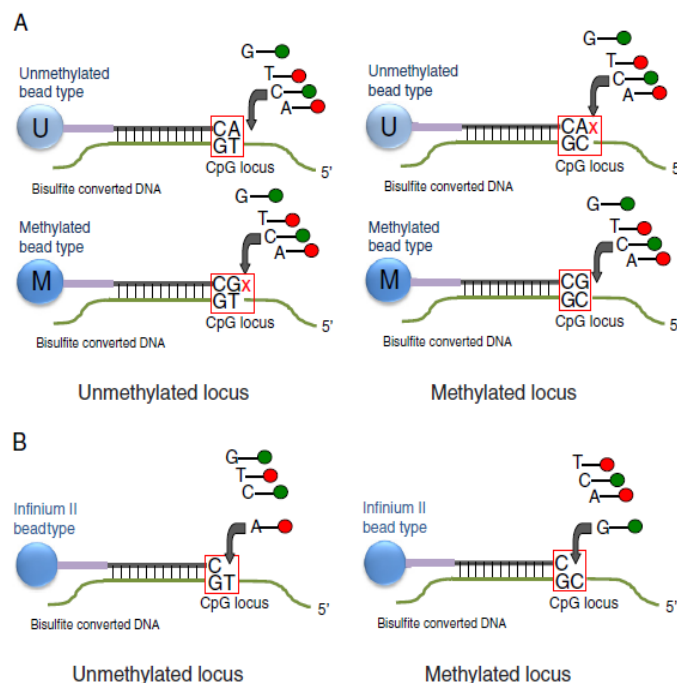 A
Unmethylated
bead type
U
G
T
C
A
CA
GT
CpG locus
5'
Bisulfite converted DNA
Methylated
bead type
M
G
T
C
A
CGx
GT
CpG locus
5'
Bisulfite converted DNA
Unmethylated locus
Unmethylated
bead type
U
G
T
C
A
CAx
GC
CpG locus
5'
Bisulfite converted DNA
Methylated
bead type
M
G
T
C
A
CG
GC
CpG locus
5'
Bisulfite converted DNA
Methylated locus
B
Infinium II
beadtype
G
T
C
A
C
GT
CpG locus
5'
Bisulfite converted DNA
Unmethylated locus
Infinium II
bead type
T
C
A
G
C
GC
CpG locus
5'
Bisulfite converted DNA
Methylated locus